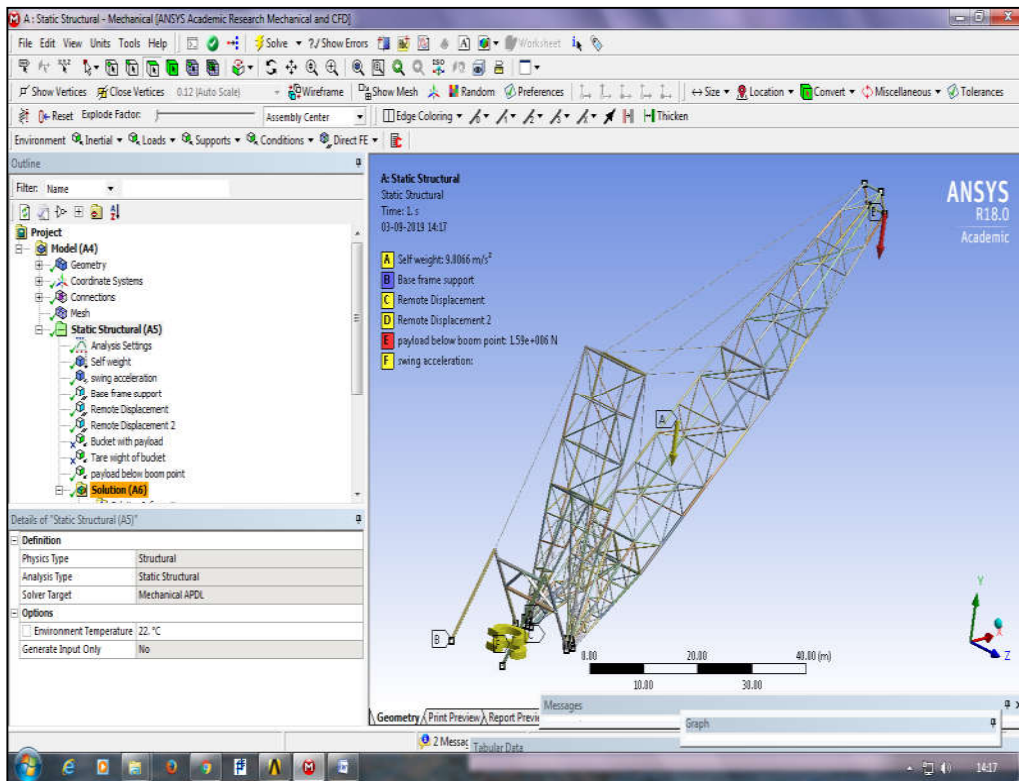 A : Static Structural - Mechanical [ANSYS Academic Research Mechanical and CFD]
File Edit View Units Tools Help Solve ?/ Show Errors Worksheet
Show Vertices Close Vertices 0.12 (Auto Scale) Wireframe Show Mesh Random Preferences Size Location Convert Miscellaneous Tolerances
Reset Explode Factor: Assembly Center Edge Coloring Thicken
Environment Inertial Loads Supports Conditions Direct FE
Outline
Filter: Name
Project
Model (A4)
Geometry
Coordinate Systems
Connections
Mesh
Static Structural (A5)
Analysis Settings
Self weight
swing acceleration
Base frame support
Remote Displacement
Remote Displacement 2
Bucket with payload
Tare wight of bucket
payload below boom point
Solution (A6)
Details of "Static Structural (A5)"
Definition
Physics Type Structural
Analysis Type Static Structural
Solver Target Mechanical APDL
Options
Environment Temperature 22. °C
Generate Input Only No
A: Static Structural
Static Structural
Time: 1. s
03-09-2019 14:17
A Self weight: 9.8066 m/s²
B Base frame support
C Remote Displacement
D Remote Displacement 2
E payload below boom point: 1.59e+006 N
F swing acceleration:
ANSYS
R18.0
Academic
E
A
B
C
0.00 20.00 40.00 (m)
10.00 30.00
Y
X
Z
Geometry Print Preview Report Previe
Messages
Graph
2 Messag
Tabular Data
14:17